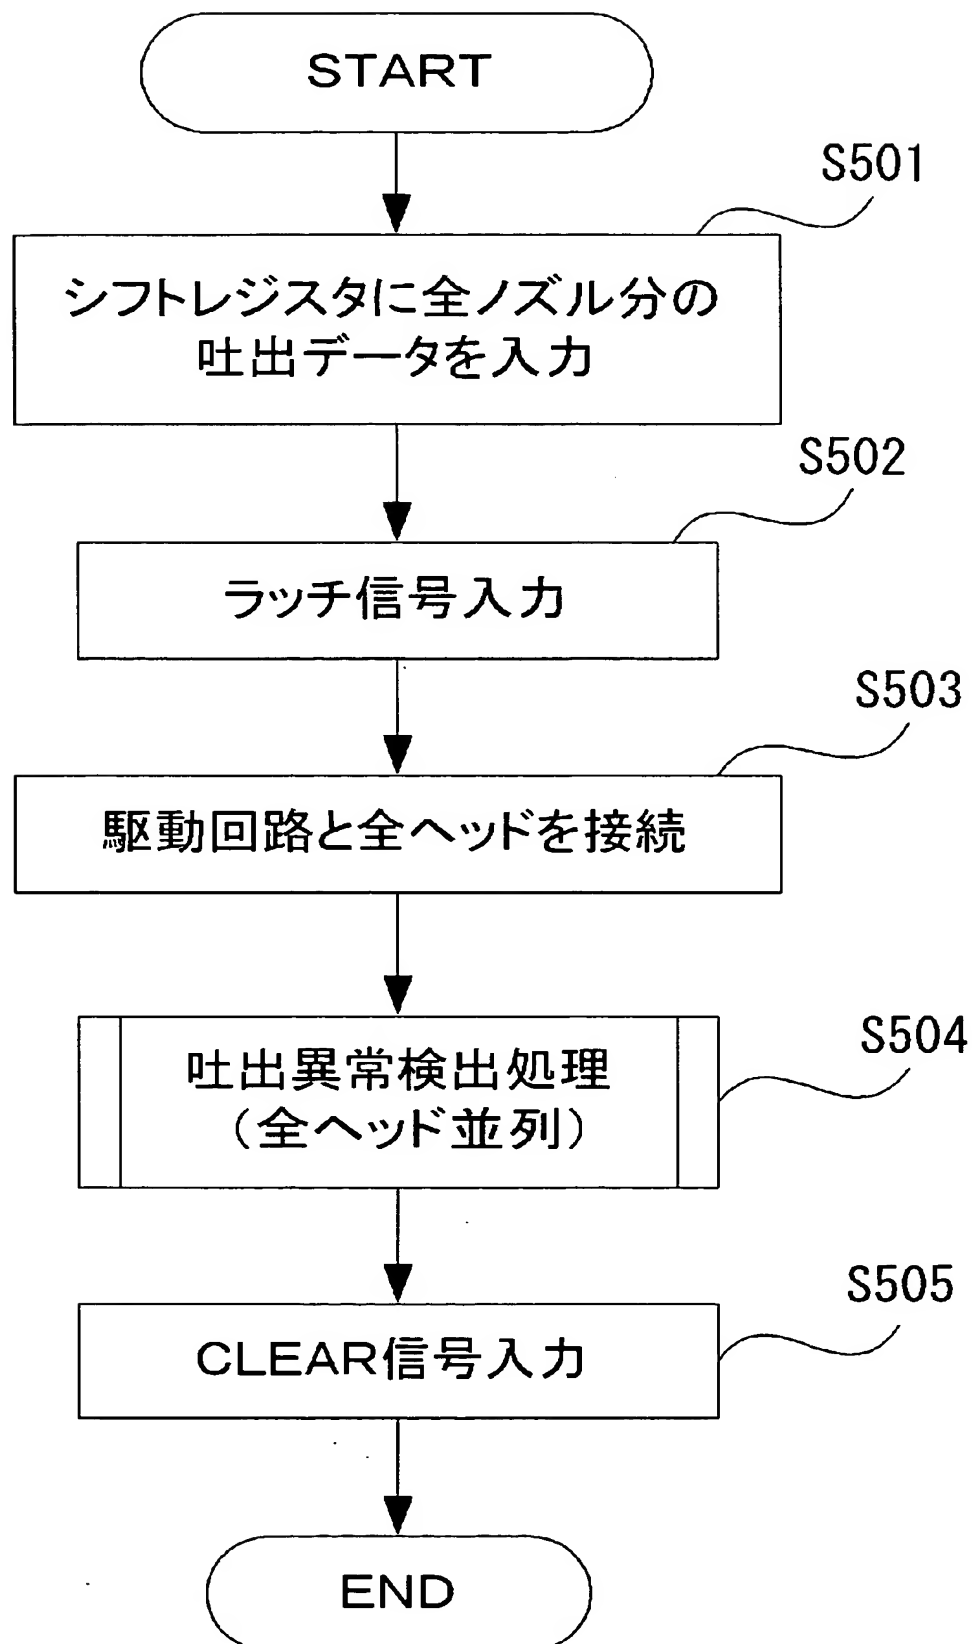 START
S501
シフトレジスタに全ノズル分の
吐出データを入力
S502
ラッチ信号入力
S503
駆動回路と全ヘッドを接続
S504
吐出異常検出処理
（全ヘッド並列）
S505
CLEAR信号入力
END